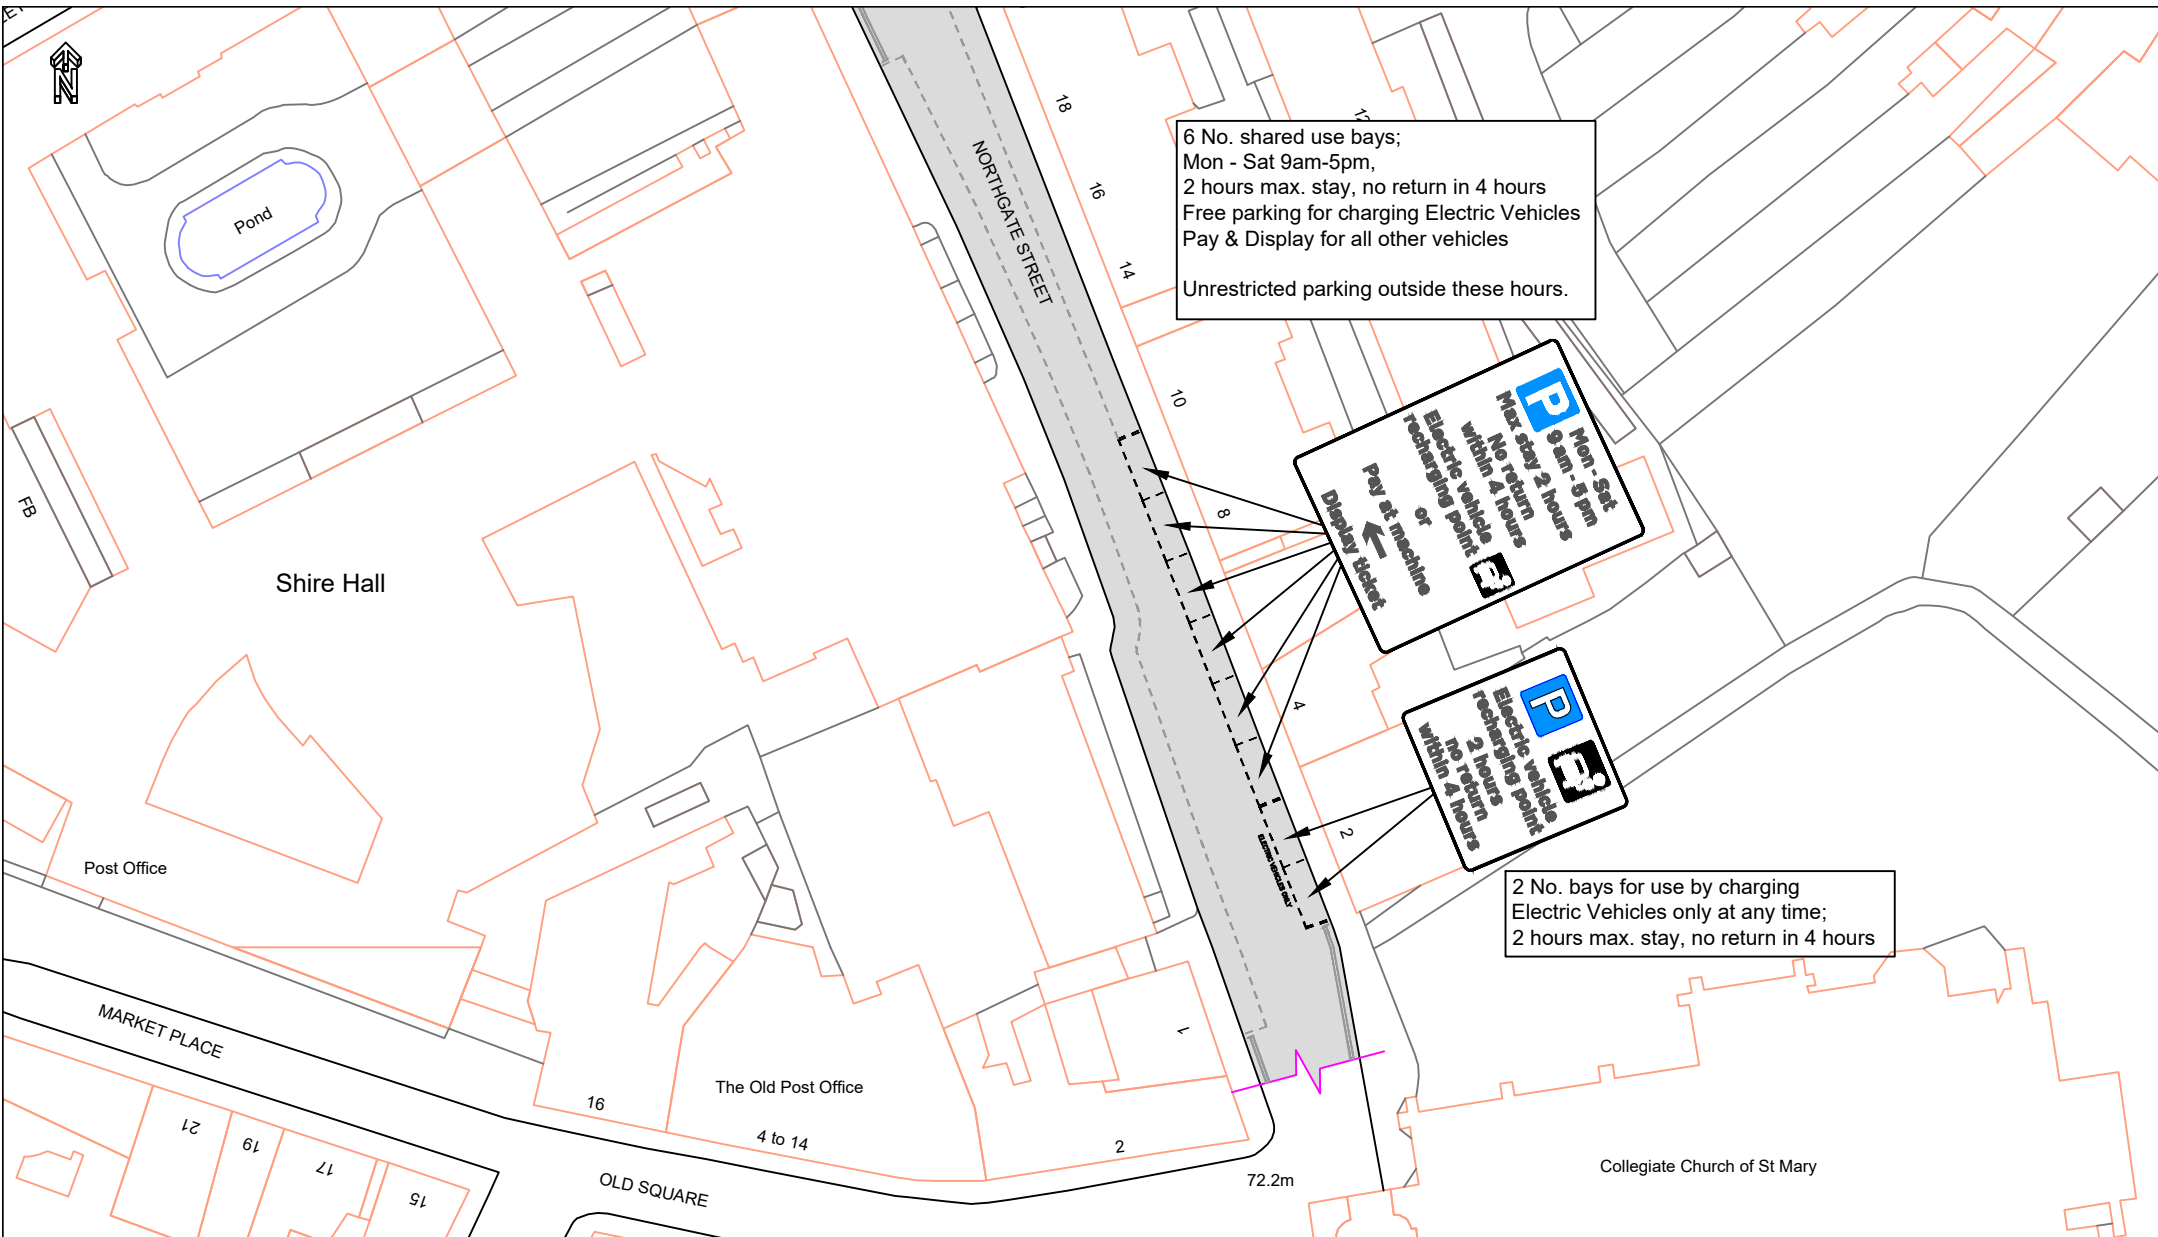 N
18
12
NORTHGATE STREET
16
14
10
8
4
2
6 No. shared use bays;
Mon - Sat 9am-5pm,
2 hours max. stay, no return in 4 hours
Free parking for charging Electric Vehicles
Pay & Display for all other vehicles
Unrestricted parking outside these hours.
Pond
FB
Shire Hall
P
Mon - Sat
9 am - 5 pm
Max stay 2 hours
No return
within 4 hours
Electric vehicle
recharging point
or
Pay at machine
Display ticket
P
Electric vehicle
recharging point
2 hours
no return
within 4 hours
ELECTRIC VEHICLES ONLY
2 No. bays for use by charging
Electric Vehicles only at any time;
2 hours max. stay, no return in 4 hours
Post Office
MARKET PLACE
The Old Post Office
16
4 to 14
1
2
21
19
17
15
OLD SQUARE
72.2m
Collegiate Church of St Mary